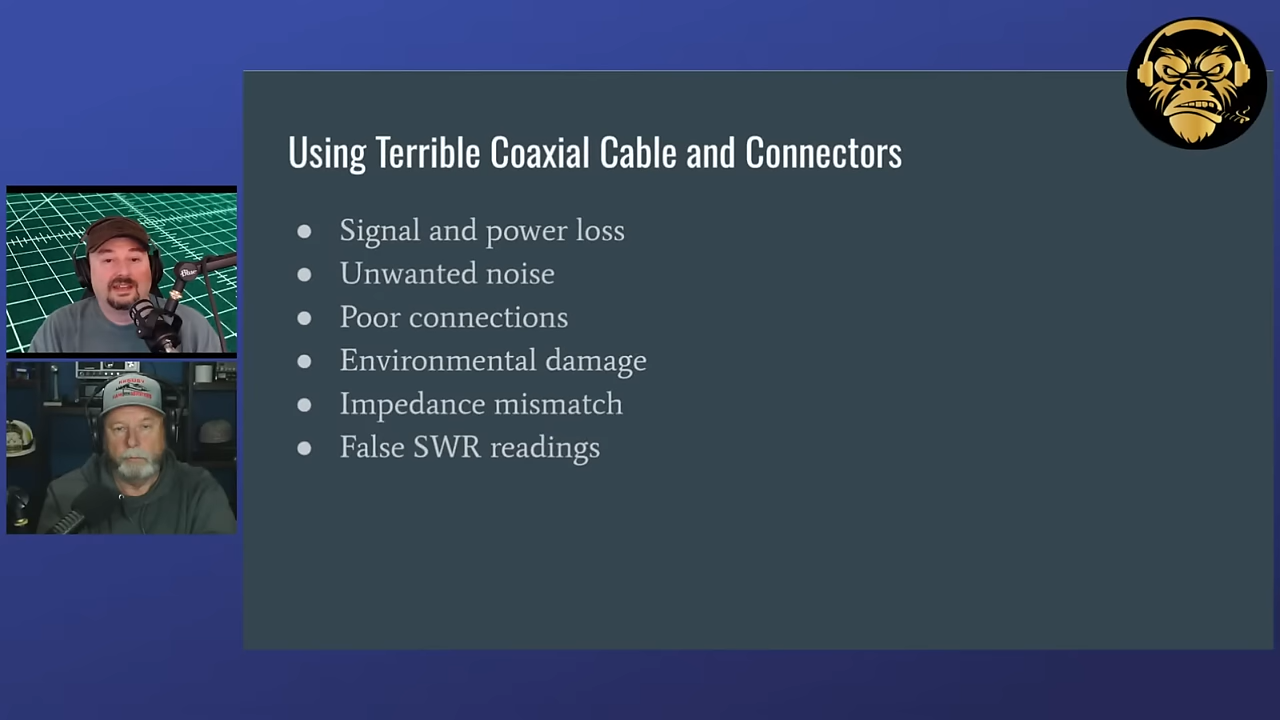 Using Terrible Coaxial Cable and Connectors
● Signal and power loss
● Unwanted noise
● Poor connections
● Environmental damage
● Impedance mismatch
● False SWR readings
Blue